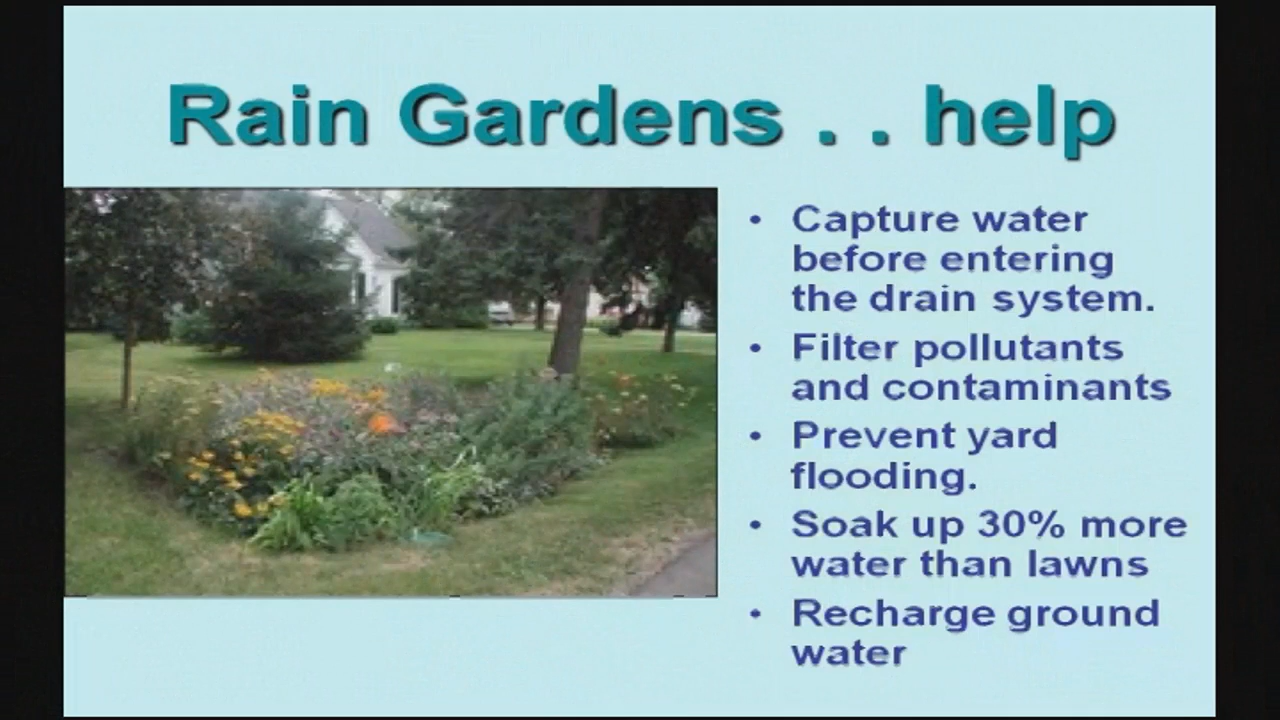 Rain Gardens . . help
• Capture water
before entering
the drain system.
• Filter pollutants
and contaminants
• Prevent yard
flooding.
• Soak up 30% more
water than lawns
• Recharge ground
water